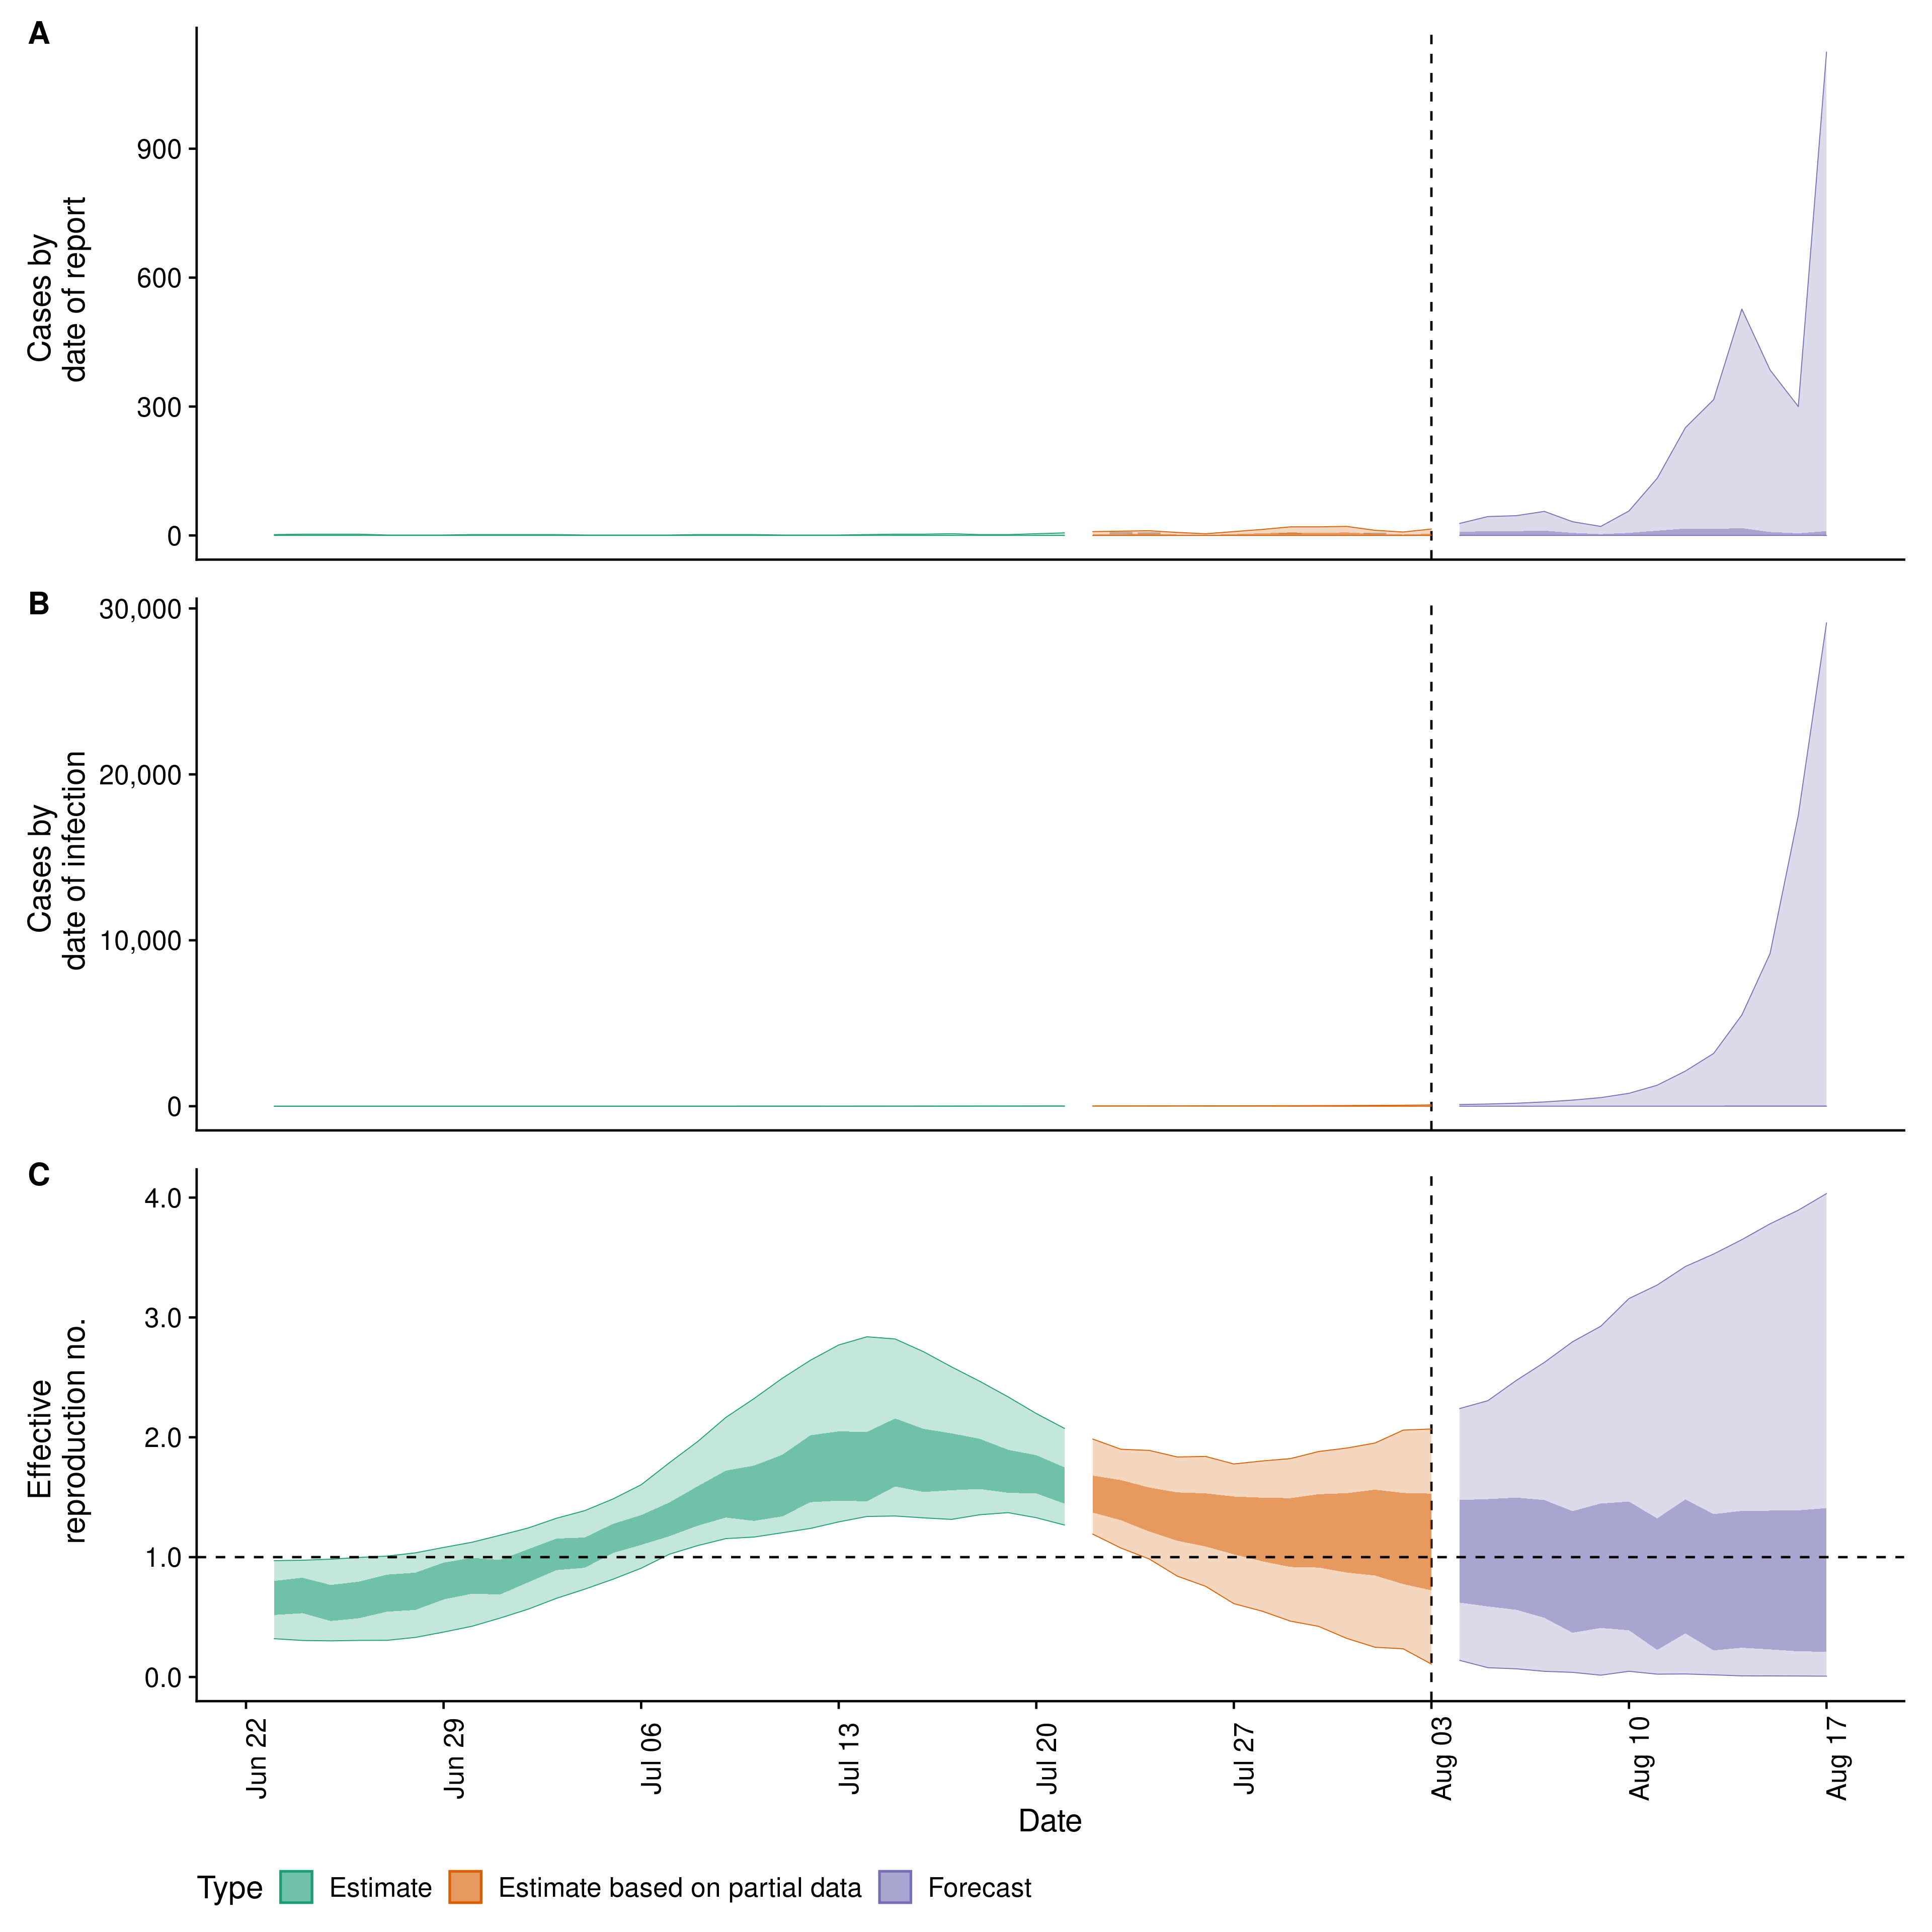 A
Cases by
date of report
900
600
300
0
B
Cases by
date of infection
30,000
20,000
10,000
0
C
Effective
reproduction no.
4.0
3.0
2.0
1.0
0.0
Jun 22
Jun 29
Jul 06
Jul 13
Jul 20
Jul 27
Aug 03
Aug 10
Aug 17
Date
Type Estimate Estimate based on partial data Forecast